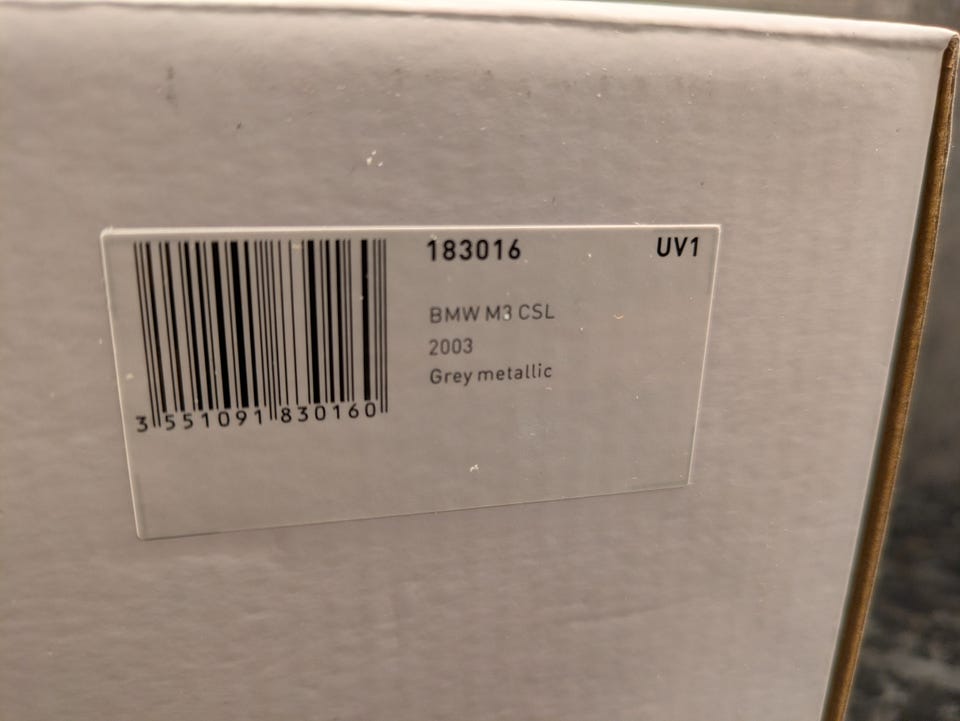 183016
UV1
BMW M3 CSL
2003
Grey metallic
3 551091 830160